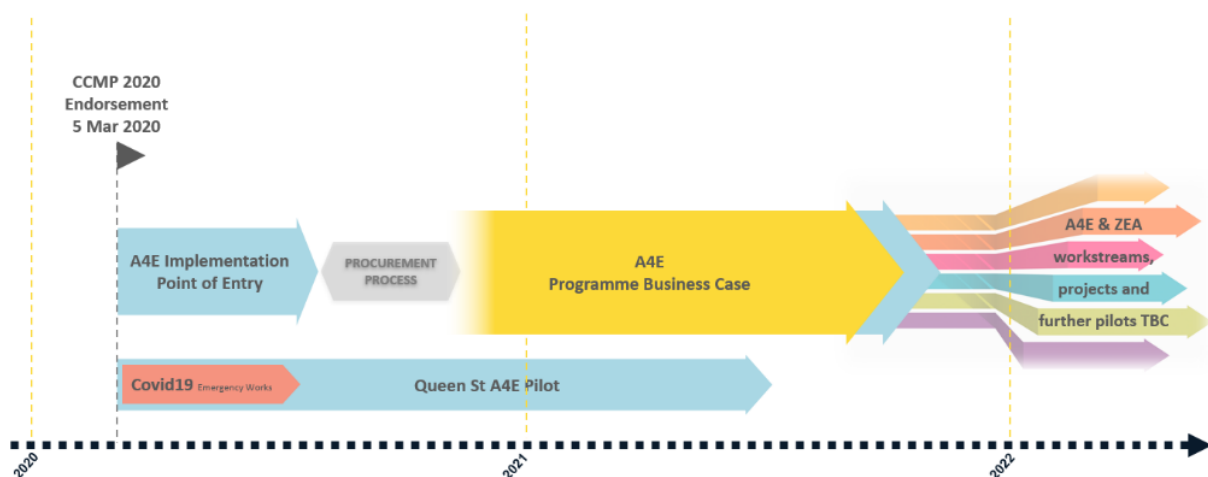 CCMP 2020
Endorsement
5 Mar 2020
A4E Implementation
Point of Entry
PROCUREMENT
PROCESS
A4E
Programme Business Case
A4E & ZEA
workstreams,
projects and
further pilots TBC
Covid19 Emergency Works
Queen St A4E Pilot
2020
2021
2022